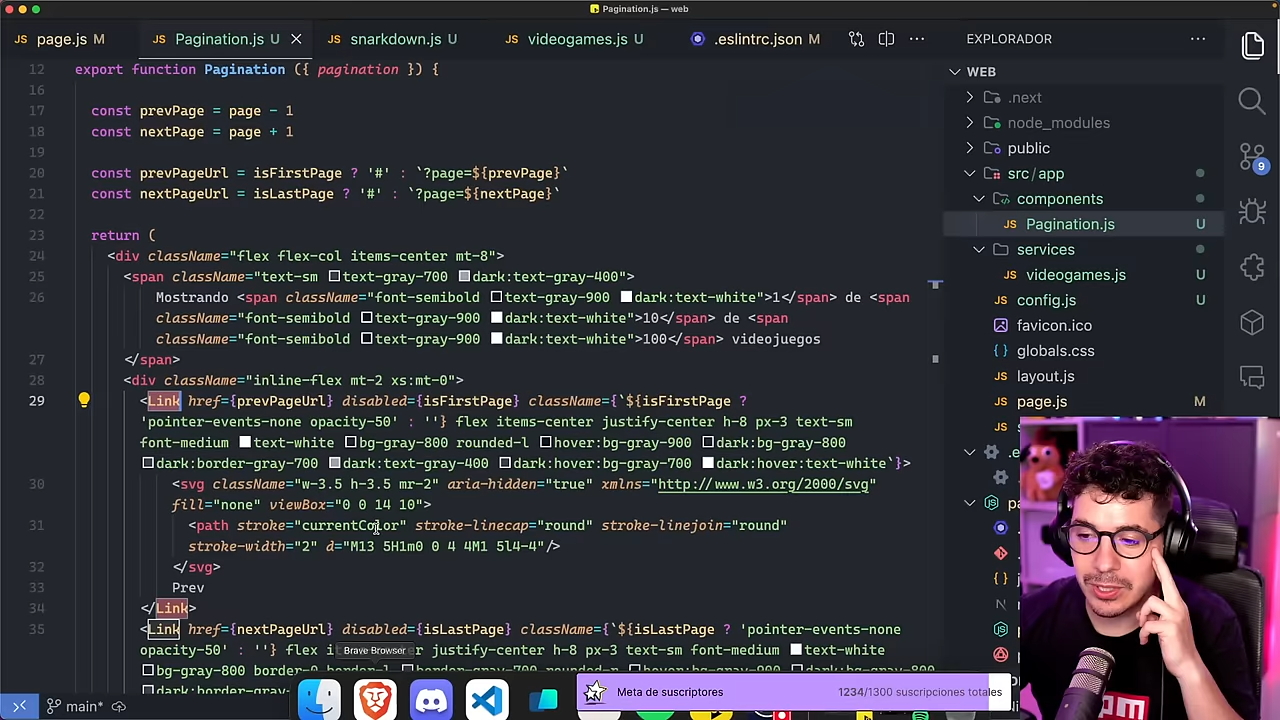 Pagination.js — web
page.js M
Pagination.js U
snarkdown.js U
videogames.js U
.eslintrc.json M
EXPLORADOR
12 export function Pagination ({ pagination }) {
16
17 const prevPage = page - 1
18 const nextPage = page + 1
19
20 const prevPageUrl = isFirstPage ? '#' : `?page=${prevPage}`
21 const nextPageUrl = isLastPage ? '#' : `?page=${nextPage}`
22
23 return (
24 <div className="flex flex-col items-center mt-8">
25 <span className="text-sm text-gray-700 dark:text-gray-400">
26 Mostrando <span className="font-semibold text-gray-900 dark:text-white">1</span> de <span
className="font-semibold text-gray-900 dark:text-white">10</span> de <span
className="font-semibold text-gray-900 dark:text-white">100</span> videojuegos
27 </span>
28 <div className="inline-flex mt-2 xs:mt-0">
29 <Link href={prevPageUrl} disabled={isFirstPage} className={`${isFirstPage ?
'pointer-events-none opacity-50' : ''} flex items-center justify-center h-8 px-3 text-sm
font-medium text-white bg-gray-800 rounded-l hover:bg-gray-900 dark:bg-gray-800
dark:border-gray-700 dark:text-gray-400 dark:hover:bg-gray-700 dark:hover:text-white`}>
30 <svg className="w-3.5 h-3.5 mr-2" aria-hidden="true" xmlns="http://www.w3.org/2000/svg"
fill="none" viewBox="0 0 14 10">
31 <path stroke="currentColor" stroke-linecap="round" stroke-linejoin="round"
stroke-width="2" d="M13 5H1m0 0 4 4M1 5l4-4"/>
32 </svg>
33 Prev
34 </Link>
35 <Link href={nextPageUrl} disabled={isLastPage} className={`${isLastPage ? 'pointer-events-none
opacity-50' : ''} flex items-center justify-center h-8 px-3 text-sm font-medium text-white
Brave Browser
WEB
.next
node_modules
public
src/app
components
Pagination.js U
services
videogames.js U
config.js U
favicon.ico
globals.css
layout.js
page.js M
9
main*
Meta de suscriptores
1234/1300 suscripciones totales